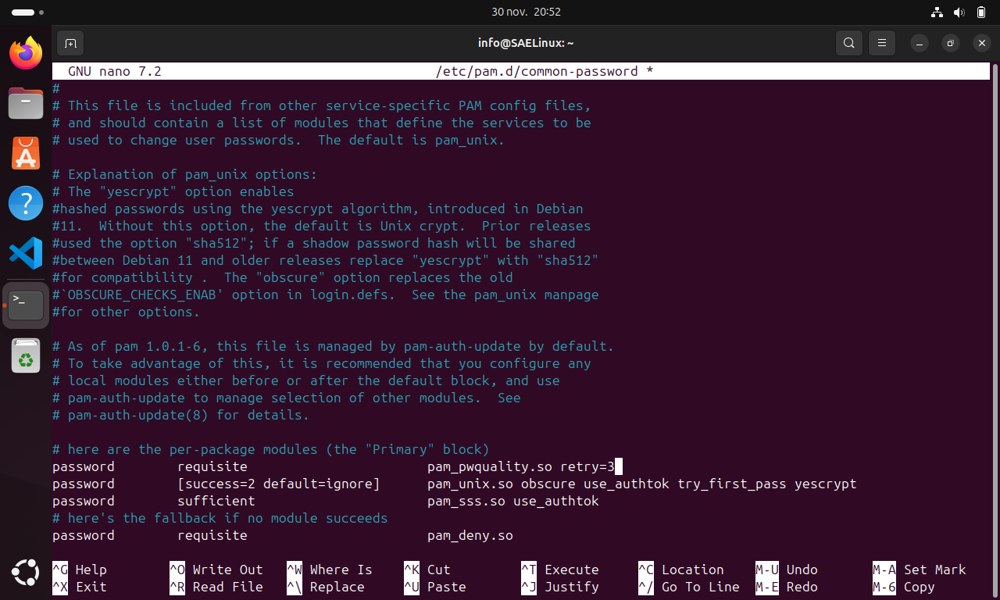 30 nov. 20:52
info@SAELinux: ~
GNU nano 7.2 /etc/pam.d/common-password *
#
# This file is included from other service-specific PAM config files,
# and should contain a list of modules that define the services to be
# used to change user passwords.  The default is pam_unix.

# Explanation of pam_unix options:
# The "yescrypt" option enables
#hashed passwords using the yescrypt algorithm, introduced in Debian
#11.  Without this option, the default is Unix crypt.  Prior releases
#used the option "sha512"; if a shadow password hash will be shared
#between Debian 11 and older releases replace "yescrypt" with "sha512"
#for compatibility .  The "obscure" option replaces the old
#`OBSCURE_CHECKS_ENAB' option in login.defs.  See the pam_unix manpage
#for other options.

# As of pam 1.0.1-6, this file is managed by pam-auth-update by default.
# To take advantage of this, it is recommended that you configure any
# local modules either before or after the default block, and use
# pam-auth-update to manage selection of other modules.  See
# pam-auth-update(8) for details.

# here are the per-package modules (the "Primary" block)
password        requisite                       pam_pwquality.so retry=3
password        [success=2 default=ignore]      pam_unix.so obscure use_authtok try_first_pass yescrypt
password        sufficient                      pam_sss.so use_authtok
# here's the fallback if no module succeeds
password        requisite                       pam_deny.so

^G Help ^O Write Out ^W Where Is ^K Cut ^T Execute ^C Location M-U Undo M-A Set Mark
^X Exit ^R Read File ^\ Replace ^U Paste ^J Justify ^/ Go To Line M-E Redo M-6 Copy